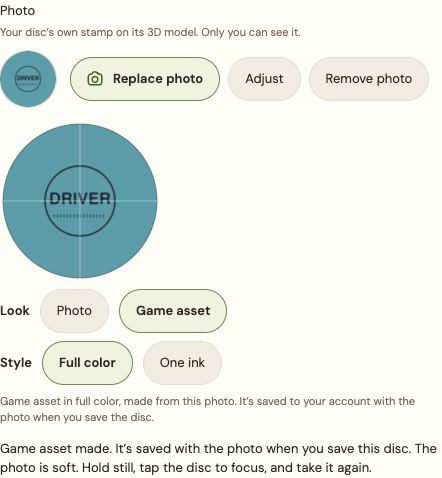 Photo
Your disc’s own stamp on its 3D model. Only you can see it.
DRIVER
Replace photo
Adjust
Remove photo
DRIVER
Look
Photo
Game asset
Style
Full color
One ink
Game asset in full color, made from this photo. It’s saved to your account with the
photo when you save the disc.
Game asset made. It’s saved with the photo when you save this disc. The
photo is soft. Hold still, tap the disc to focus, and take it again.